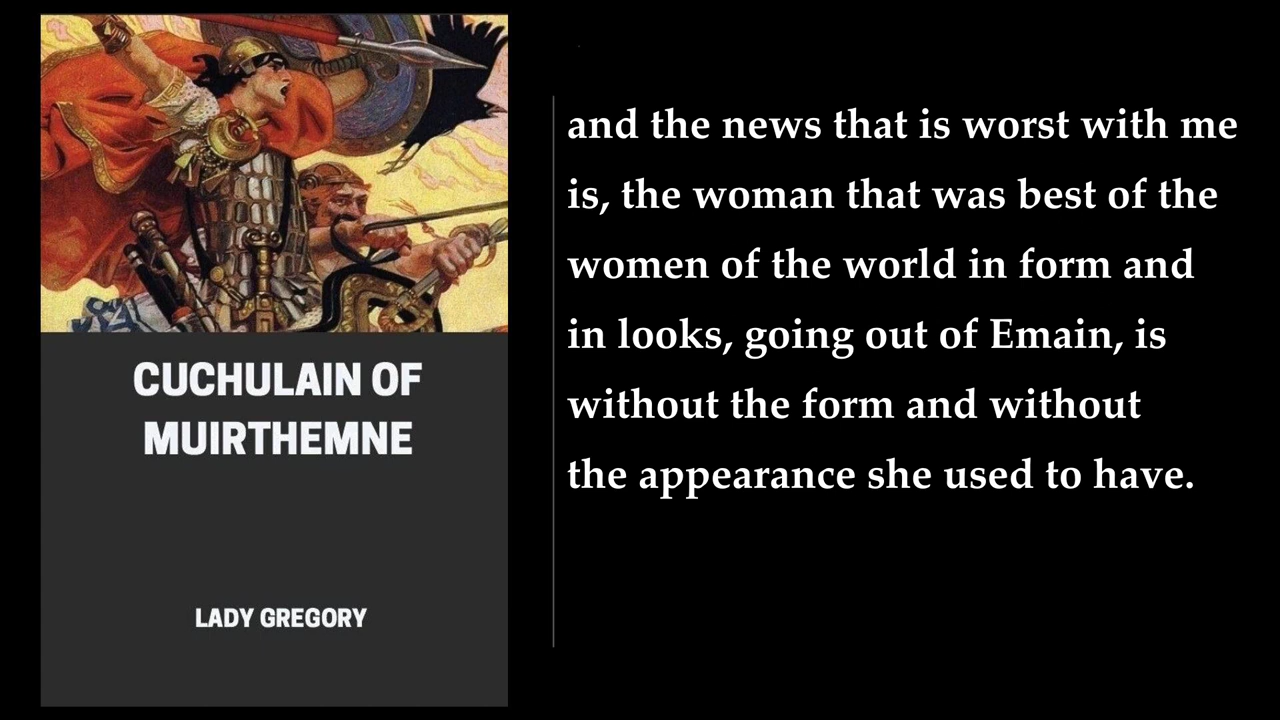 CUCHULAIN OF
MUIRTHEMNE
LADY GREGORY
and the news that is worst with me
is, the woman that was best of the
women of the world in form and
in looks, going out of Emain, is
without the form and without
the appearance she used to have.